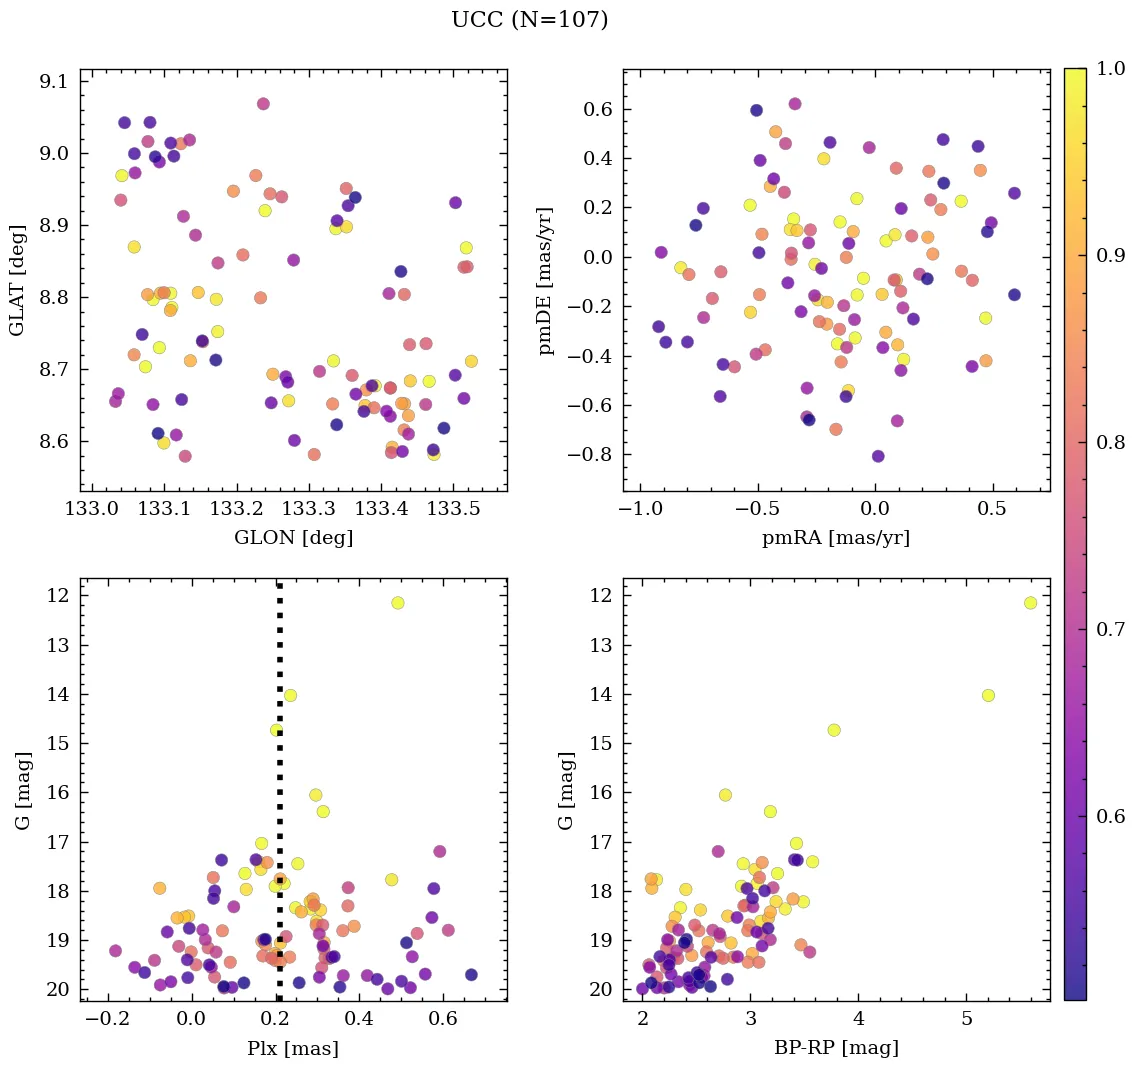 UCC (N=107)
9.1
9.0
8.9
8.8
8.7
8.6
GLAT [deg]
133.0 133.1 133.2 133.3 133.4 133.5
GLON [deg]
0.6
0.4
0.2
0.0
−0.2
−0.4
−0.6
−0.8
pmDE [mas/yr]
−1.0 −0.5 0.0 0.5
pmRA [mas/yr]
1.0
0.9
0.8
0.7
0.6
12
13
14
15
16
17
18
19
20
G [mag]
−0.2 0.0 0.2 0.4 0.6
Plx [mas]
12
13
14
15
16
17
18
19
20
G [mag]
2 3 4 5
BP-RP [mag]